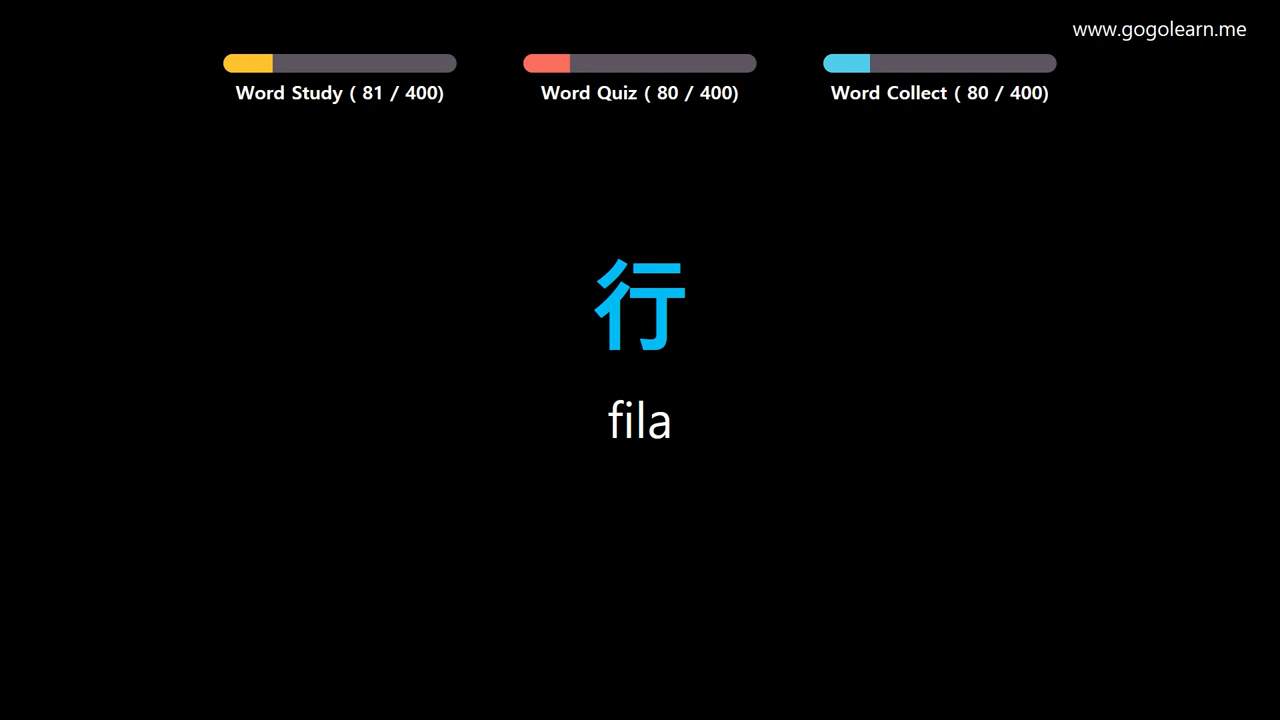 www.gogolearn.me
Word Study ( 81 / 400)
Word Quiz ( 80 / 400)
Word Collect ( 80 / 400)
行
fila